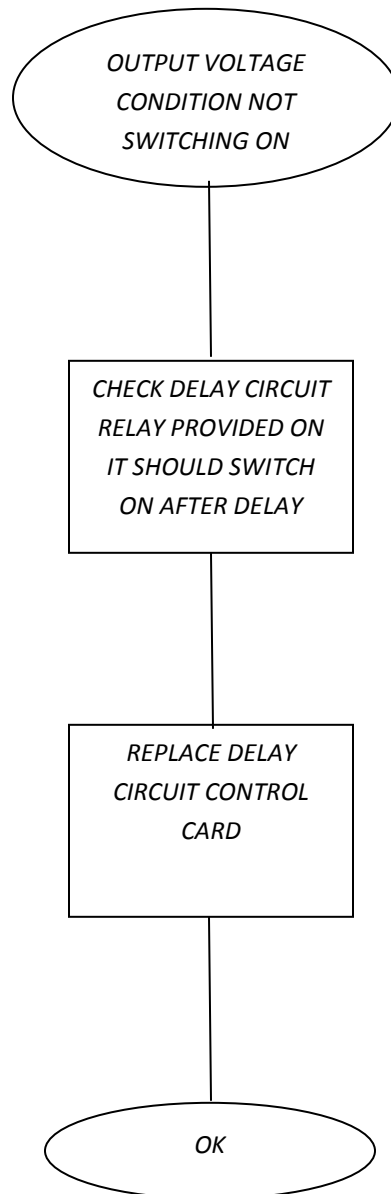 OUTPUT VOLTAGE
CONDITION NOT
SWITCHING ON
CHECK DELAY CIRCUIT
RELAY PROVIDED ON
IT SHOULD SWITCH
ON AFTER DELAY
REPLACE DELAY
CIRCUIT CONTROL
CARD
OK